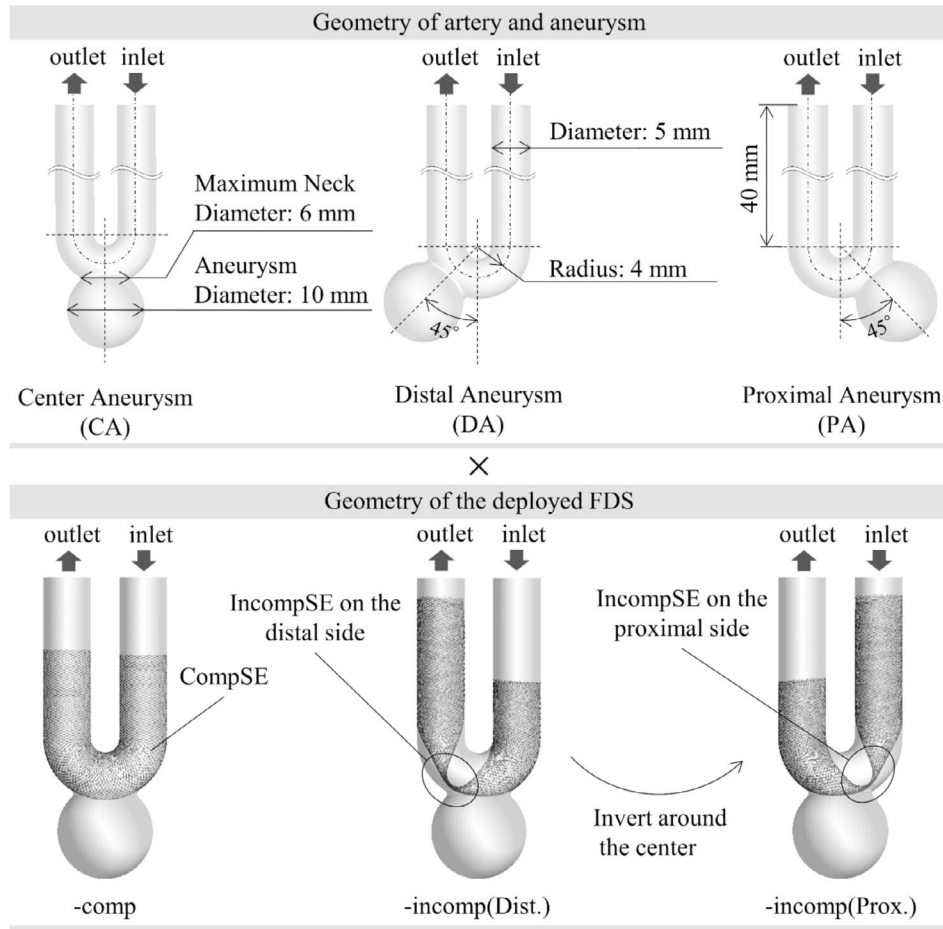 Geometry of artery and aneurysm
outlet inlet
outlet inlet
outlet inlet
Diameter: 5 mm
40 mm
Maximum Neck
Diameter: 6 mm
Aneurysm
Diameter: 10 mm
Radius: 4 mm
45°
45°
Center Aneurysm
(CA)
Distal Aneurysm
(DA)
Proximal Aneurysm
(PA)
×
Geometry of the deployed FDS
outlet inlet
outlet inlet
outlet inlet
IncompSE on the
distal side
CompSE
IncompSE on the
proximal side
Invert around
the center
-comp
-incomp(Dist.)
-incomp(Prox.)